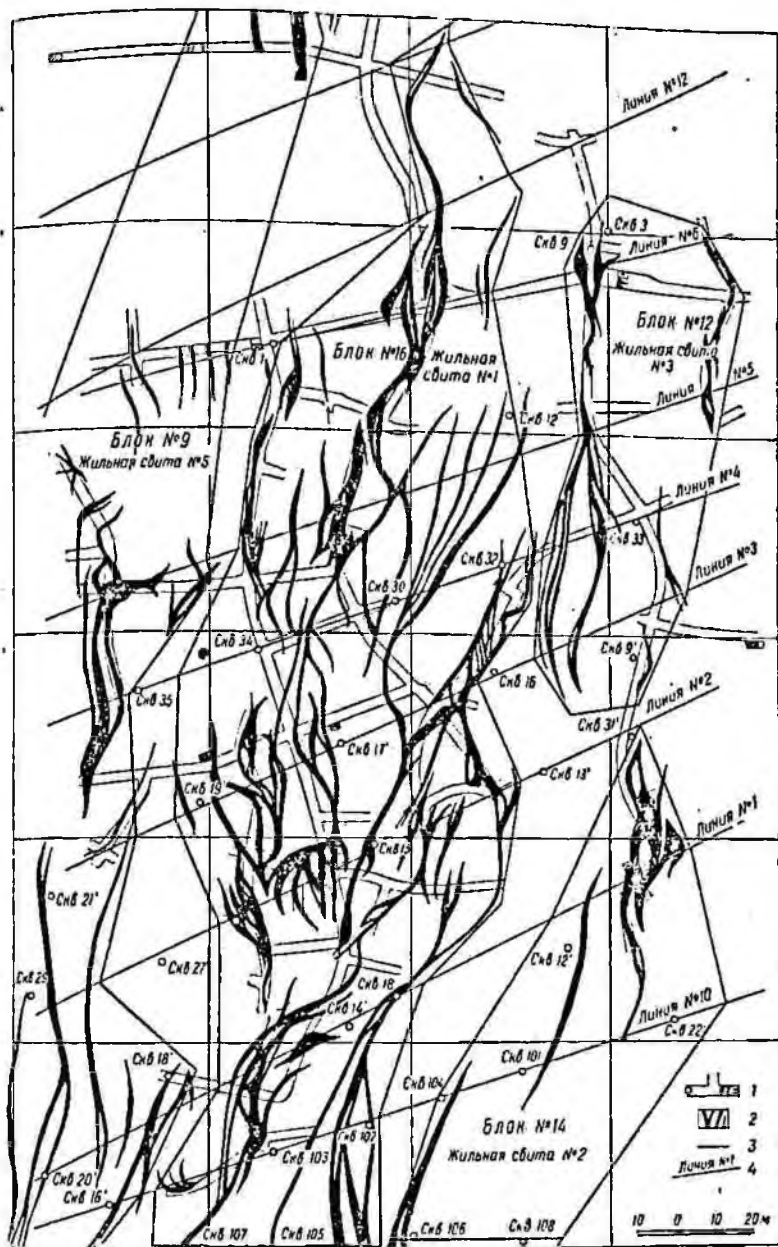 Линия №12
Скв 3
Скв 9
Линия №6
Блок №12
Жильная свита №3
Скв 1
Блок №16
Жильная
свита №1
Линия №5
Скв 12
Блок №9
Жильная свита №5
Линия №4
Скв 32
Скв 33
Линия №3
Скв 30
Скв 34
Скв 9'
Скв 35
Скв 16
Линия №2
Скв 31'
Скв 17'
Скв 13'
Скв 19
Линия №1
Скв 15
Скв 21'
Скв 27'
Скв 12'
Скв 29
Скв 18
Линия №10
Скв 14'
Скв 22'
Скв 18'
Скв 101
Скв 104
1
2
Скв 102
Блок №14
3
Скв 103
Жильная свита №2
Линия №1
4
Скв 20'
Скв 16'
Скв 107
Скв 105
Скв 106
Скв 108
10 0 10 20 м